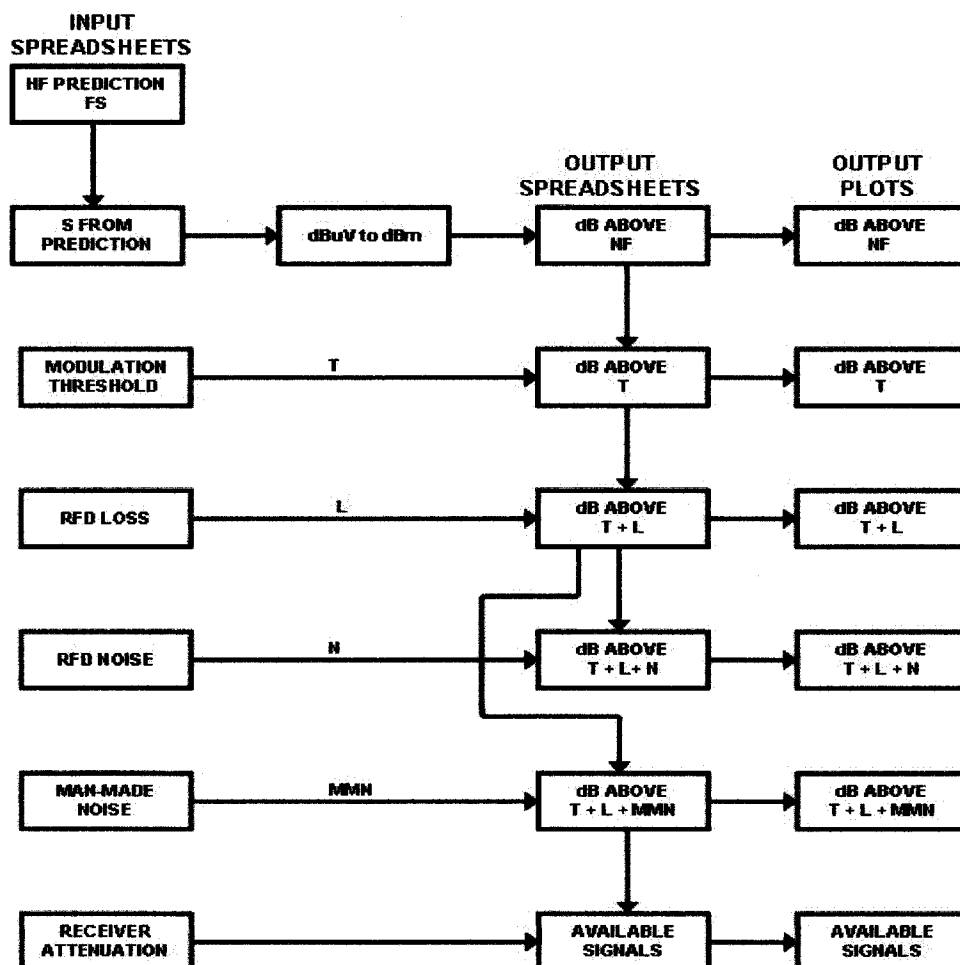 INPUT
SPREADSHEETS
HF PREDICTION
FS
OUTPUT
SPREADSHEETS
OUTPUT
PLOTS
S FROM
PREDICTION
dBuV to dBm
dB ABOVE
NF
dB ABOVE
NF
MODULATION
THRESHOLD
T
dB ABOVE
T
dB ABOVE
T
RFD LOSS
L
dB ABOVE
T + L
dB ABOVE
T + L
RFD NOISE
N
dB ABOVE
T + L+ N
dB ABOVE
T + L + N
MAN-MADE
NOISE
MMN
dB ABOVE
T + L + MMN
dB ABOVE
T + L + MMN
RECEIVER
ATTENUATION
AVAILABLE
SIGNALS
AVAILABLE
SIGNALS